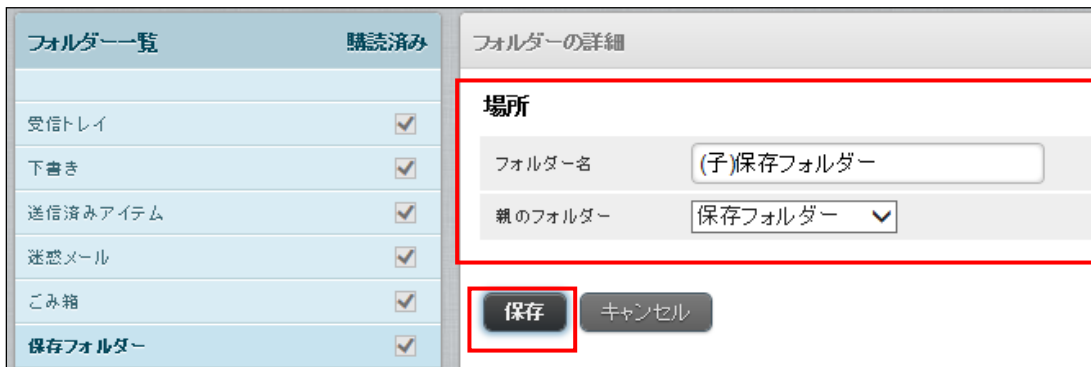 フォルダー一覧 購読済み
受信トレイ
下書き
送信済みアイテム
迷惑メール
ごみ箱
保存フォルダー
フォルダーの詳細
場所
フォルダー名 (子)保存フォルダー
親のフォルダー 保存フォルダー
保存 キャンセル